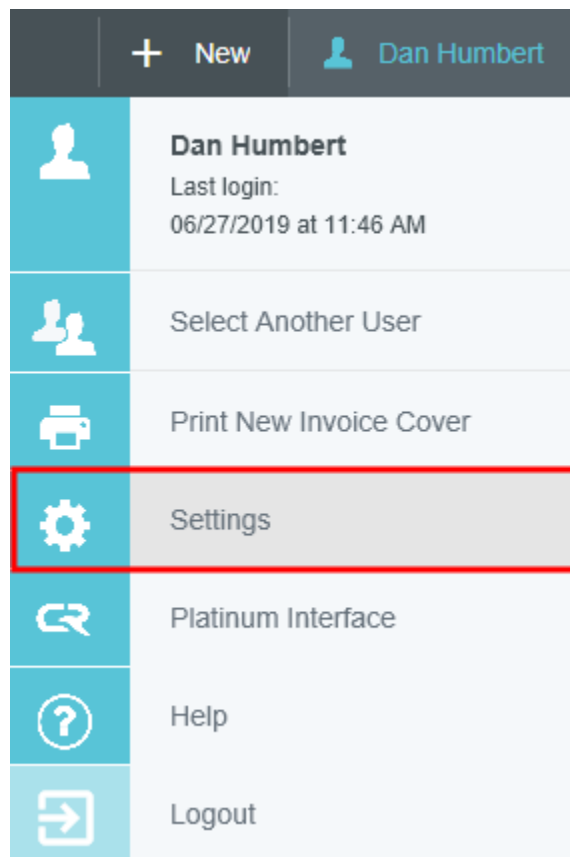 + New Dan Humbert
Dan Humbert
Last login:
06/27/2019 at 11:46 AM
Select Another User
Print New Invoice Cover
Settings
CR Platinum Interface
? Help
Logout